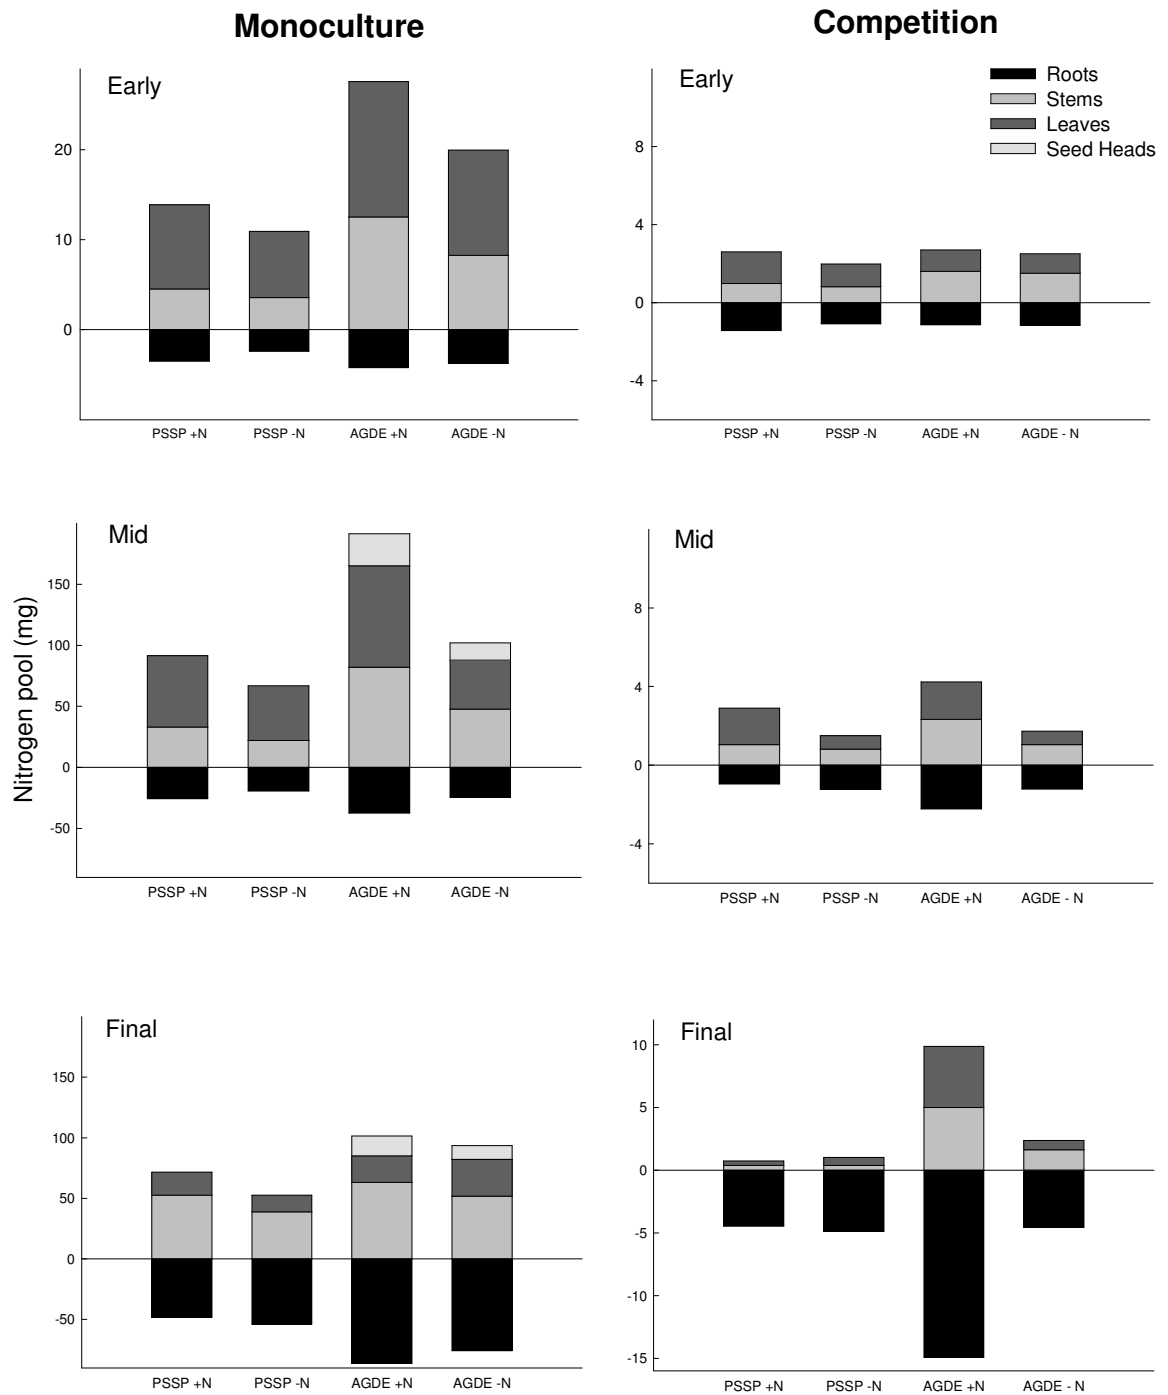 Monoculture
Competition
Early
20
10
0
PSSP +N PSSP -N AGDE +N AGDE -N
Early
Roots
Stems
Leaves
Seed Heads
8
4
0
-4
PSSP +N PSSP -N AGDE +N AGDE - N
Nitrogen pool (mg)
Mid
150
100
50
0
-50
PSSP +N PSSP -N AGDE +N AGDE -N
Mid
8
4
0
-4
PSSP +N PSSP -N AGDE +N AGDE - N
Final
150
100
50
0
-50
PSSP +N PSSP -N AGDE +N AGDE -N
Final
10
5
0
-5
-10
-15
PSSP +N PSSP -N AGDE +N AGDE - N